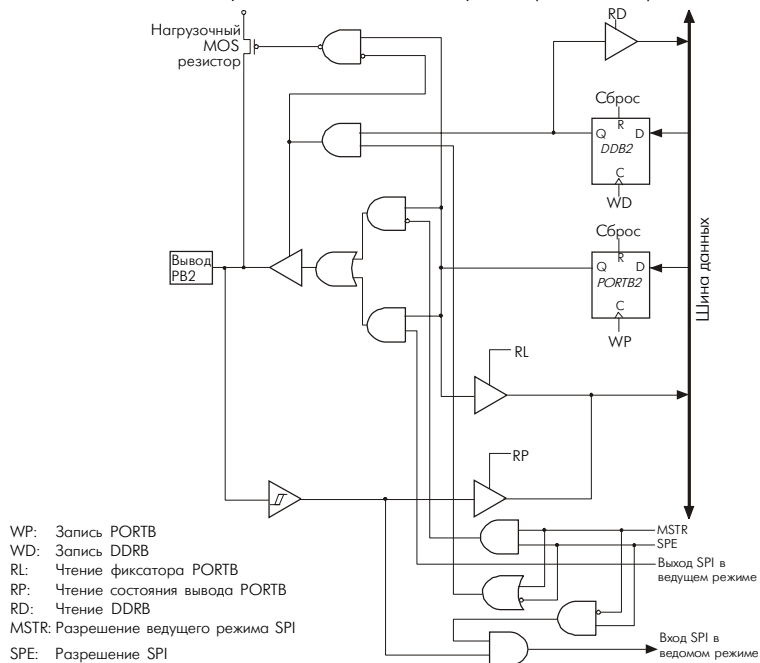 Нагрузочный
MOS
резистор
RD
Сброс
R
Q
D
DDB2
C
WD
Сброс
R
Q
D
PORTB2
C
WP
Шина данных
Вывод
PB2
RL
RP
MSTR
SPE
Выход SPI в
ведущем режиме
Вход SPI в
ведомом режиме
WP: Запись PORTB
WD: Запись DDRB
RL: Чтение фиксатора PORTB
RP: Чтение состояния вывода PORTB
RD: Чтение DDRB
MSTR: Разрешение ведущего режима SPI
SPE: Разрешение SPI